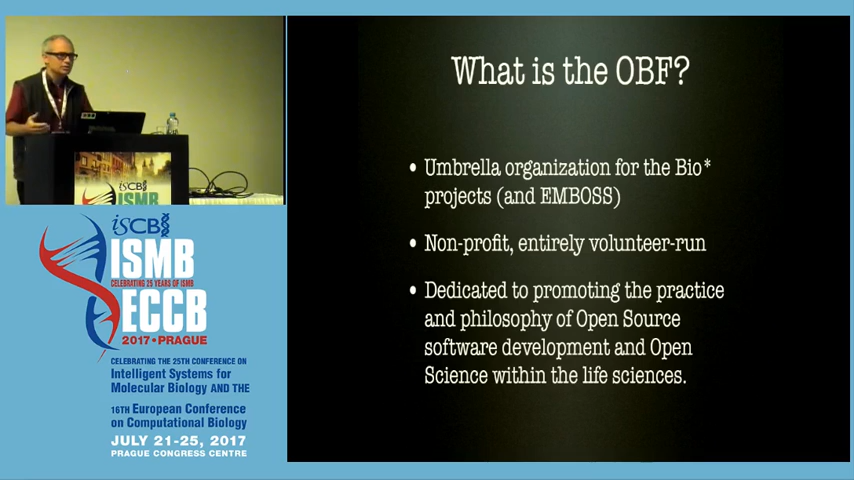 What is the OBF?
• Umbrella organization for the Bio*
projects (and EMBOSS)
• Non-profit, entirely volunteer-run
• Dedicated to promoting the practice
and philosophy of Open Source
software development and Open
Science within the life sciences.
iSCB
ISMB
iSCB
ISMB
CELEBRATING 25 YEARS OF ISMB
ECCB
2017 • PRAGUE
CELEBRATING THE 25TH CONFERENCE ON
Intelligent Systems for
Molecular Biology AND THE
16TH European Conference
on Computational Biology
JULY 21-25, 2017
PRAGUE CONGRESS CENTRE